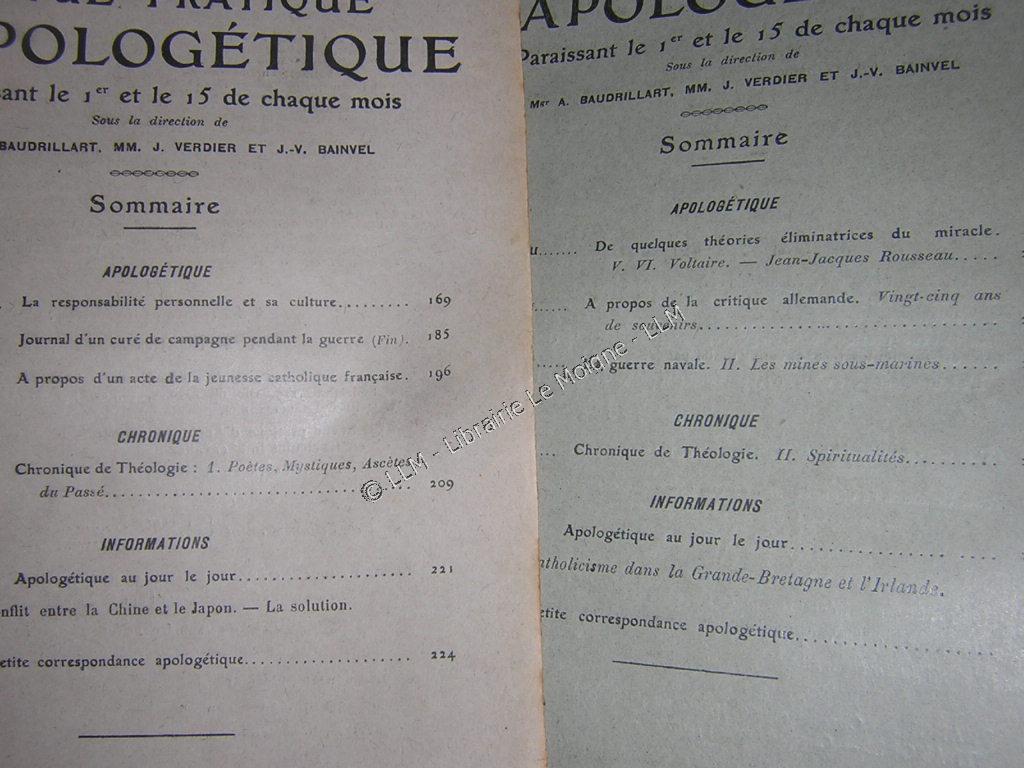 PRATIQUE
POLOGÉTIQUE
sant le 1er et le 15 de chaque mois
Sous la direction de
BAUDRILLART, MM. J. VERDIER ET J.-V. BAINVEL
Sommaire
APOLOGÉTIQUE
La responsabilité personnelle et sa culture......... 169
Journal d'un curé de campagne pendant la guerre (Fin). 185
A propos d'un acte de la jeunesse catholique française. 196
CHRONIQUE
Chronique de Théologie : 1. Poètes, Mystiques, Ascètes
du Passé........ 209
INFORMATIONS
Apologétique au jour le jour.................... 221
nflit entre la Chine et le Japon. — La solution.
etite correspondance apologétique................... 224
APOLOG
Paraissant le 1er et le 15 de chaque mois
Sous la direction de
Mgr A. BAUDRILLART, MM. J. VERDIER ET J.-V. BAINVEL
Sommaire
APOLOGÉTIQUE
u....... De quelques théories éliminatrices du miracle.
V. VI. Voltaire. — Jean-Jacques Rousseau.....
A propos de la critique allemande. Vingt-cinq ans
de souvenirs..............................
guerre navale. II. Les mines sous-marines......
CHRONIQUE
Chronique de Théologie. II. Spiritualités.........
INFORMATIONS
Apologétique au jour le jour....................
atholicisme dans la Grande-Bretagne et l'Irlande.
etite correspondance apologétique...................
© LLM - Librairie Le Moigne - LLM